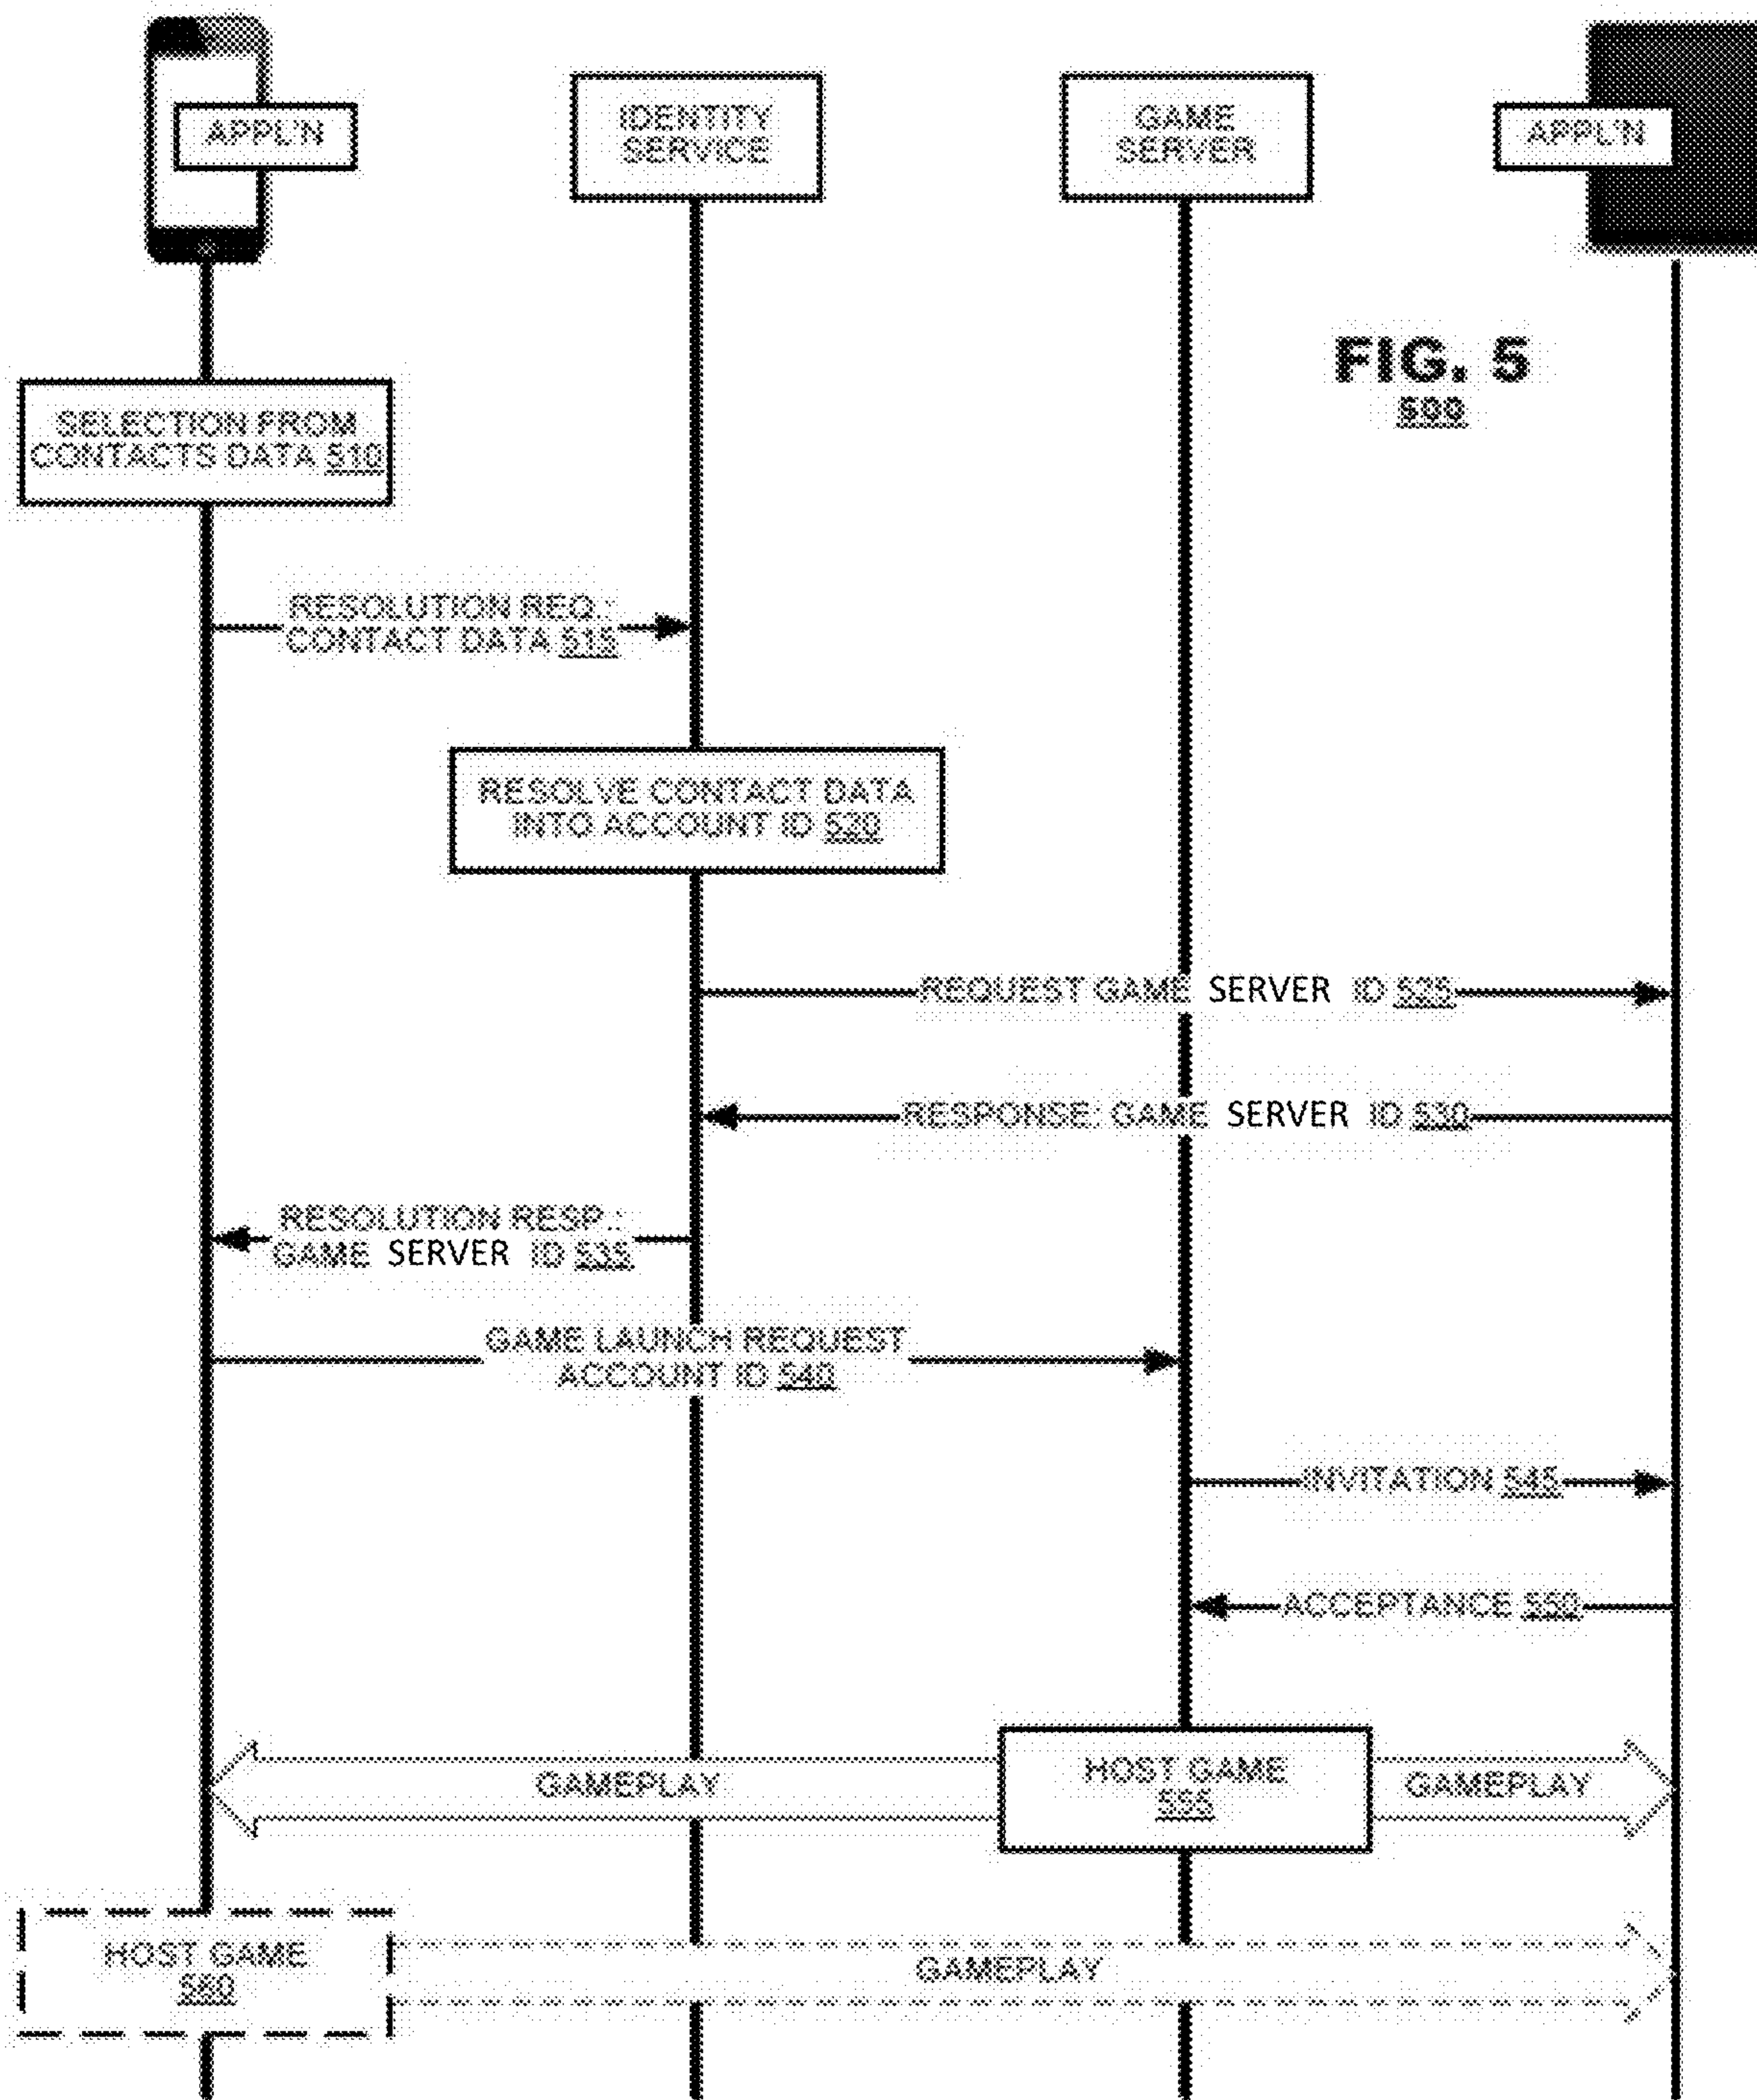 APPL'N
IDENTITY
SERVICE
GAME
SERVER
APPL'N
FIG. 5
500
SELECTION FROM
CONTACTS DATA 510
RESOLUTION REQ.:
CONTACT DATA 515
RESOLVE CONTACT DATA
INTO ACCOUNT ID 520
REQUEST GAME SERVER ID 525
RESPONSE: GAME SERVER ID 530
RESOLUTION RESP.:
GAME SERVER ID 535
GAME LAUNCH REQUEST
ACCOUNT ID 540
INVITATION 545
ACCEPTANCE 550
GAMEPLAY
HOST GAME
555
GAMEPLAY
HOST GAME
560
GAMEPLAY